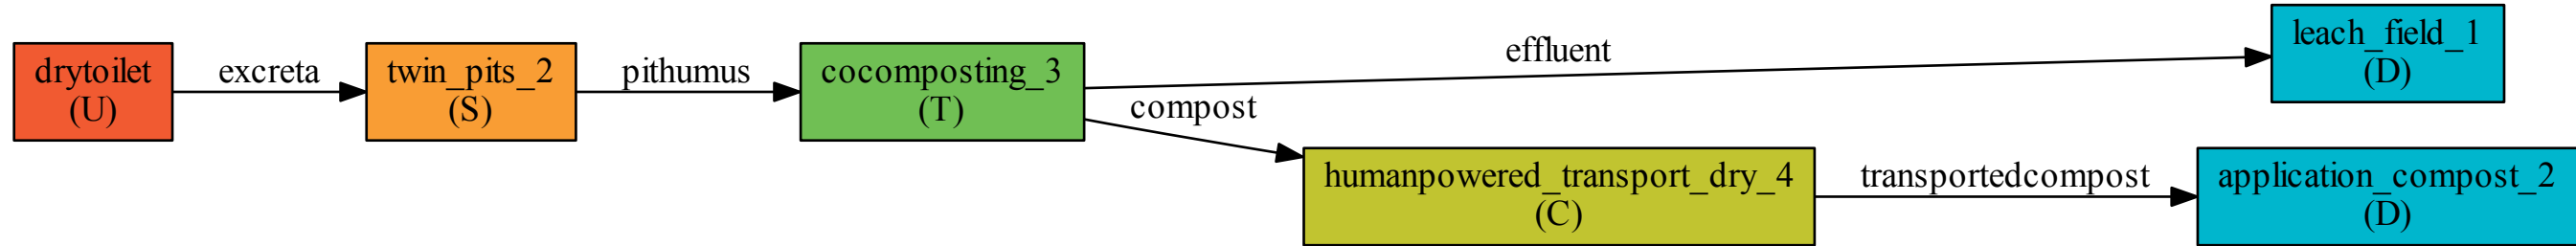 drytoilet
(U)
excreta
twin_pits_2
(S)
pithumus
cocomposting_3
(T)
effluent
leach_field_1
(D)
compost
humanpowered_transport_dry_4
(C)
transportedcompost
application_compost_2
(D)